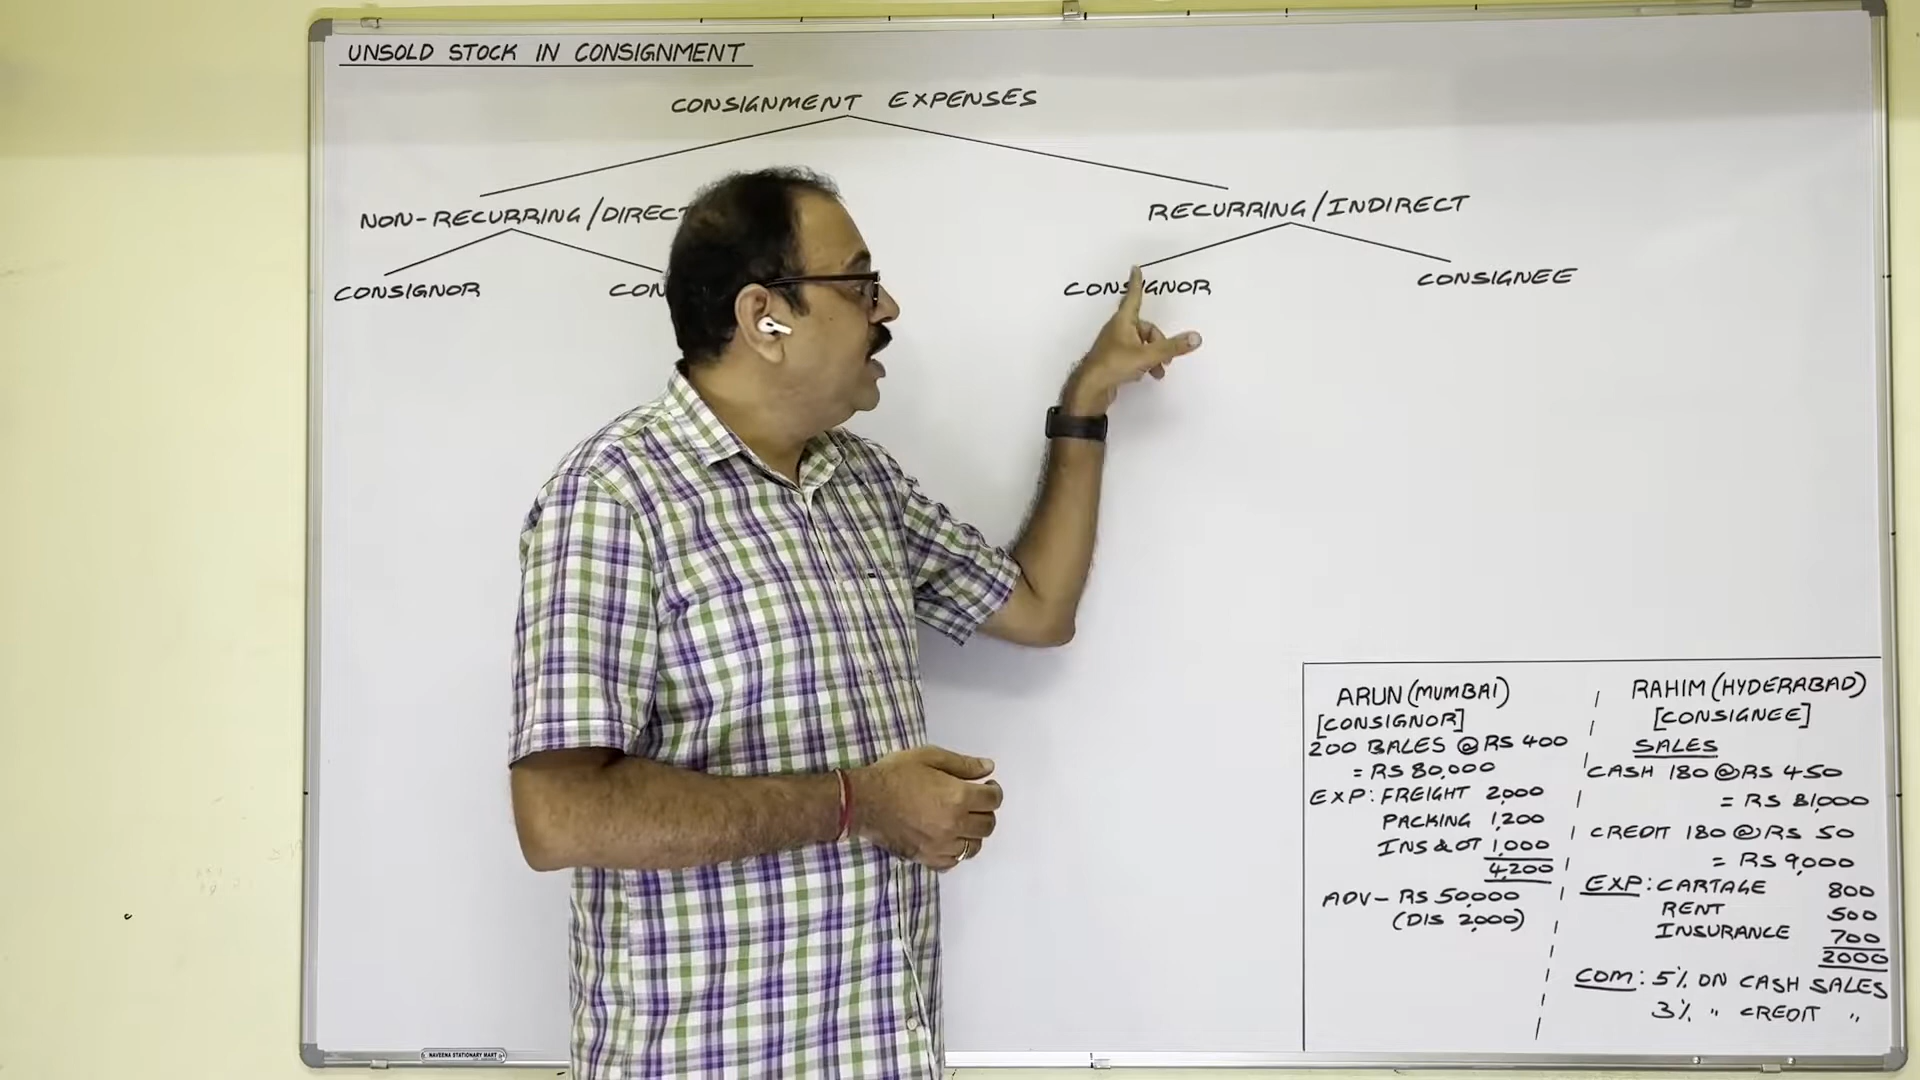 UNSOLD STOCK IN CONSIGNMENT
CONSIGNMENT EXPENSES
NON-RECURRING/DIRECT
RECURRING/INDIRECT
CONSIGNOR
CON
CONSIGNOR
CONSIGNEE
ARUN (MUMBAI)
[CONSIGNOR]
200 BALES @ RS 400
= RS 80,000
EXP: FREIGHT 2,000
PACKING 1,200
INS & OT 1,000
4,200
ADV - RS 50,000
(DIS 2,000)
RAHIM (HYDERABAD)
[CONSIGNEE]
SALES
CASH 180 @ RS 450
= RS 81,000
CREDIT 180 @ RS 50
= RS 9,000
EXP: CARTAGE 800
RENT 500
INSURANCE 700
2000
COM: 5% ON CASH SALES
3% " CREDIT "
NAVEENA STATIONARY MART